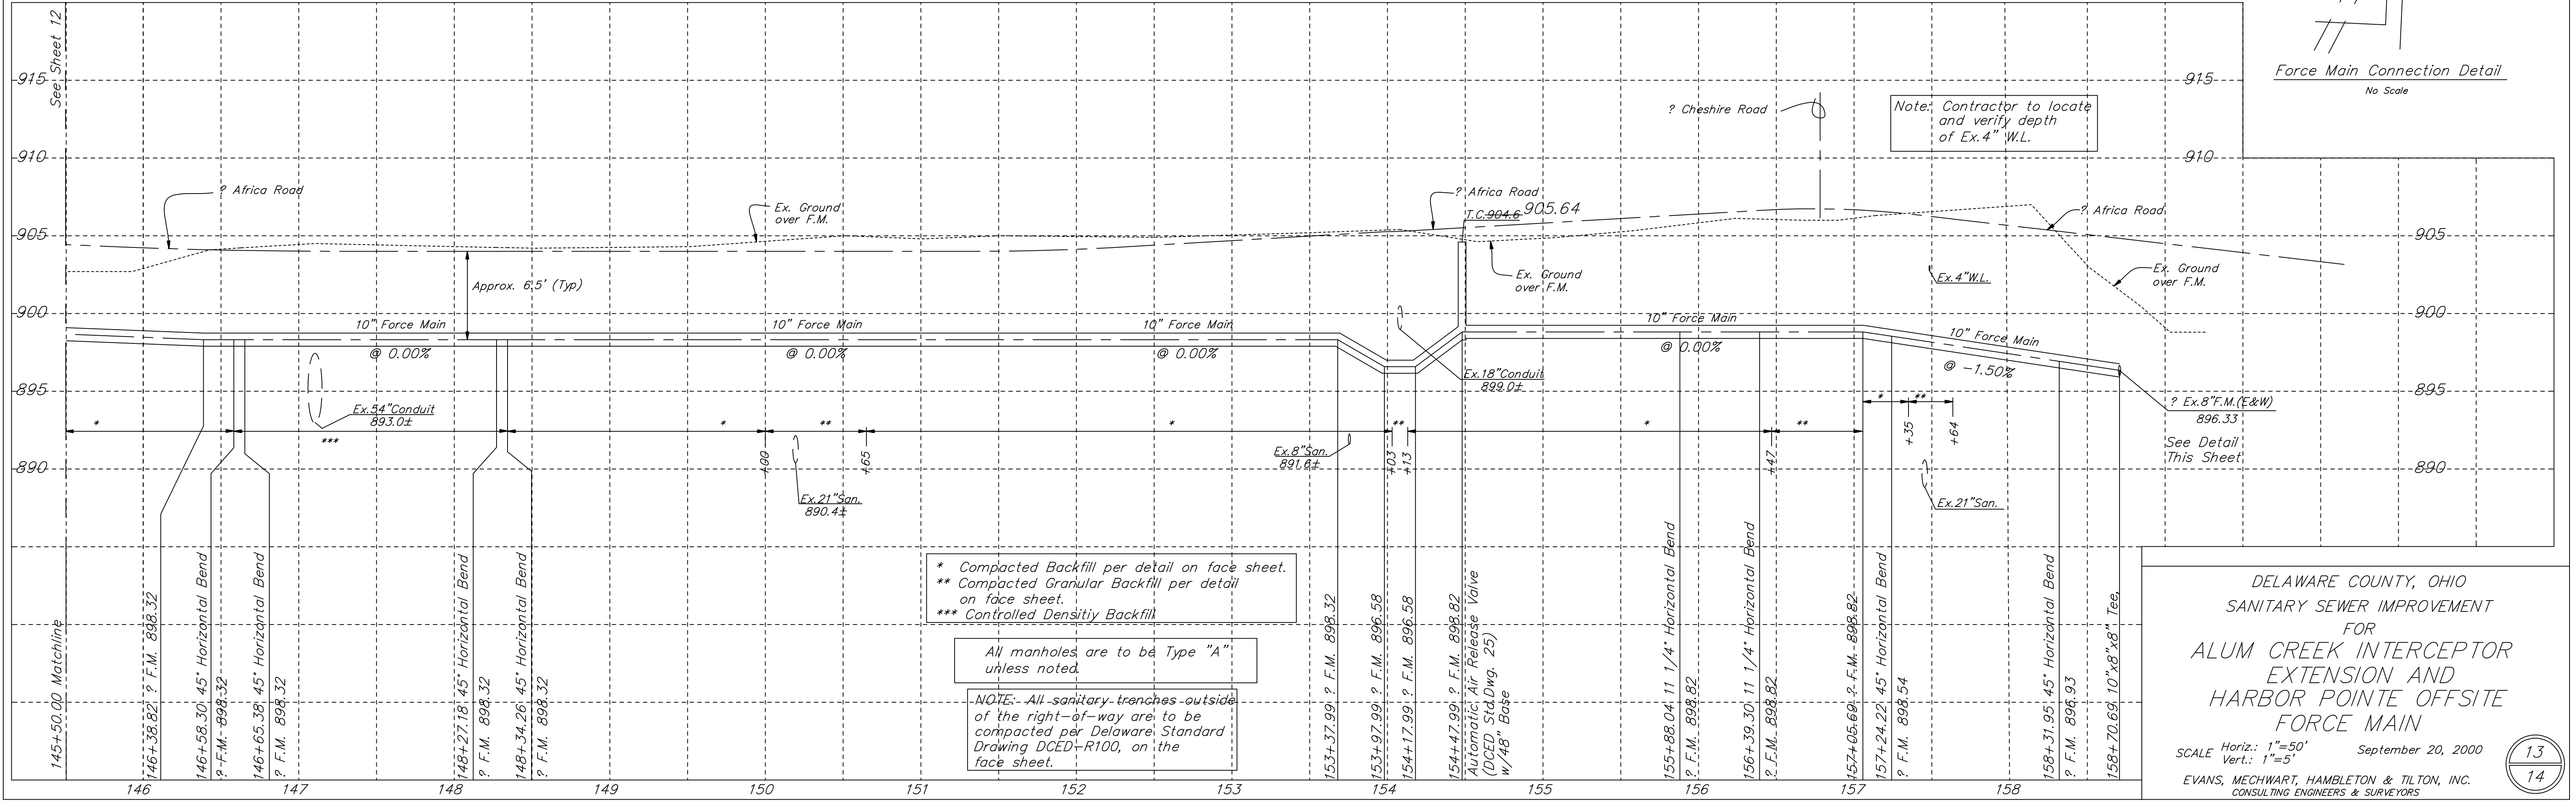 See Sheet 12
915
910
905
900
895
890
915
910
905
900
895
890
Force Main Connection Detail
No Scale
? Cheshire Road
Note: Contractor to locate
and verify depth
of Ex.4" W.L.
? Africa Road
Ex. Ground
over F.M.
? Africa Road
T.C.904.6 905.64
? Africa Road
Approx. 6.5' (Typ)
Ex. Ground
over F.M.
Ex.4"W.L.
Ex. Ground
over F.M.
10" Force Main
@ 0.00%
10" Force Main
@ 0.00%
10" Force Main
@ 0.00%
10" Force Main
@ 0.00%
10" Force Main
@ -1.50%
Ex.54"Conduit
893.0±
Ex.18"Conduit
899.0±
? Ex.8"F.M.(E&W)
896.33
See Detail
This Sheet
*
***
*
**
*
**
*
**
*
**
+00
+65
+03
+13
+47
+35
+64
Ex.8"San.
891.6±
Ex.21"San.
890.4±
Ex.21"San.
* Compacted Backfill per detail on face sheet.
** Compacted Granular Backfill per detail
on face sheet.
*** Controlled Densitiy Backfill
All manholes are to be Type "A"
unless noted.
NOTE: All sanitary trenches outside
of the right-of-way are to be
compacted per Delaware Standard
Drawing DCED-R100, on the
face sheet.
145+50.00 Matchline
146+38.82 ? F.M. 898.32
146+58.30 45° Horizontal Bend
? F.M. 898.32
146+65.38 45° Horizontal Bend
? F.M. 898.32
148+27.18 45° Horizontal Bend
? F.M. 898.32
148+34.26 45° Horizontal Bend
? F.M. 898.32
153+37.99 ? F.M. 898.32
153+97.99 ? F.M. 896.58
154+17.99 ? F.M. 896.58
154+47.99 ? F.M. 898.82
Automatic Air Release Valve
(DCED Std.Dwg. 25)
w/48" Base
155+88.04 11 1/4° Horizontal Bend
? F.M. 898.82
156+39.30 11 1/4° Horizontal Bend
? F.M. 898.82
157+05.69 ? F.M. 898.82
157+24.22 45° Horizontal Bend
? F.M. 898.54
158+31.95 45° Horizontal Bend
? F.M. 896.93
158+70.69 10"x8"x8" Tee,
146 147 148 149 150 151 152 153 154 155 156 157 158
DELAWARE COUNTY, OHIO
SANITARY SEWER IMPROVEMENT
FOR
ALUM CREEK INTERCEPTOR
EXTENSION AND
HARBOR POINTE OFFSITE
FORCE MAIN
SCALE Horiz.: 1"=50'
Vert.: 1"=5'
September 20, 2000
EVANS, MECHWART, HAMBLETON & TILTON, INC.
CONSULTING ENGINEERS & SURVEYORS
13
14